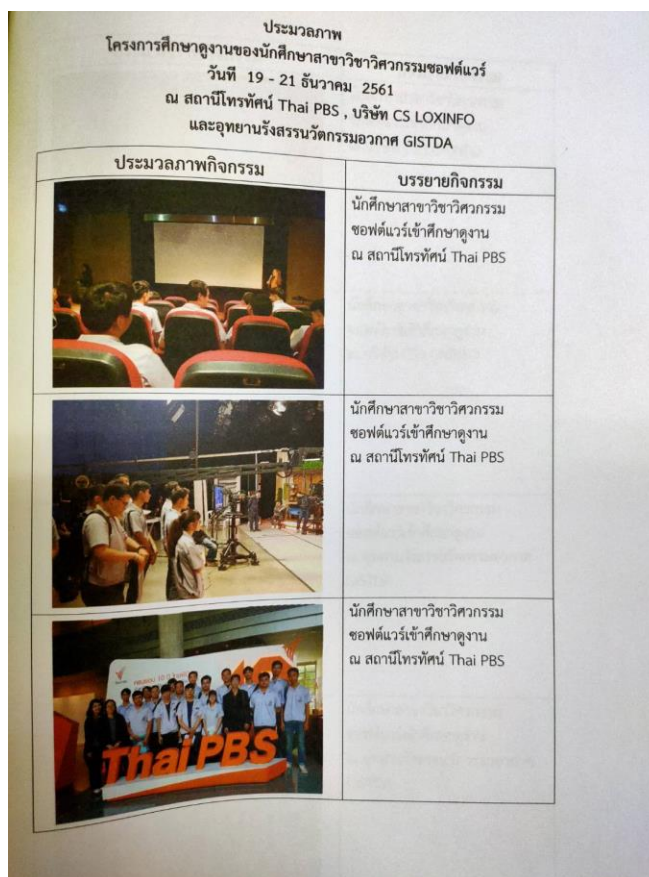 ประมวลภาพ
โครงการศึกษาดูงานของนักศึกษาสาขาวิชาวิศวกรรมซอฟต์แวร์
วันที่ 19 - 21 ธันวาคม 2561
ณ สถานีโทรทัศน์ Thai PBS , บริษัท CS LOXINFO
และอุทยานรังสรรนวัตกรรมอวกาศ GISTDA
ประมวลภาพกิจกรรม
บรรยายกิจกรรม
นักศึกษาสาขาวิชาวิศวกรรม
ซอฟต์แวร์เข้าศึกษาดูงาน
ณ สถานีโทรทัศน์ Thai PBS
นักศึกษาสาขาวิชาวิศวกรรม
ซอฟต์แวร์เข้าศึกษาดูงาน
ณ สถานีโทรทัศน์ Thai PBS
นักศึกษาสาขาวิชาวิศวกรรม
ซอฟต์แวร์เข้าศึกษาดูงาน
ณ สถานีโทรทัศน์ Thai PBS
Thai PBS